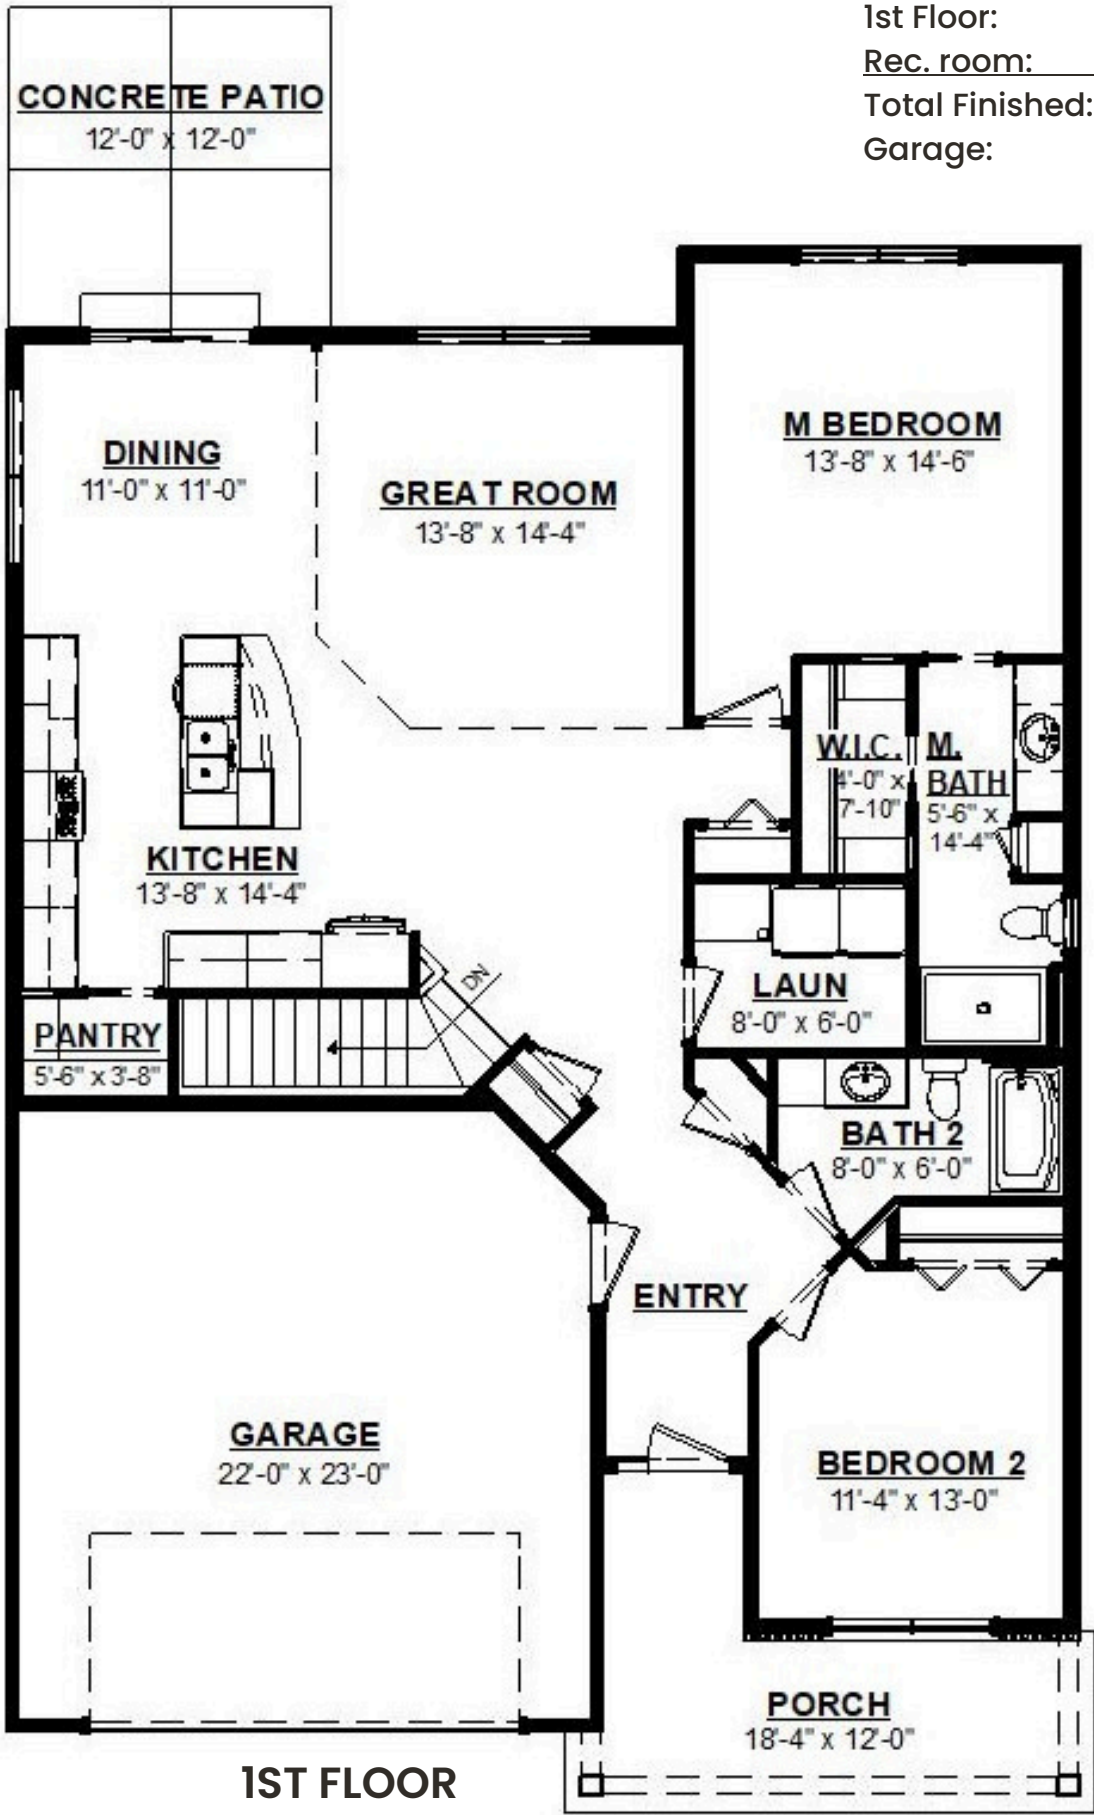 1st Floor:
Rec. room:
Total Finished:
Garage:
CONCRETE PATIO
12'-0" x 12'-0"
M BEDROOM
13'-8" x 14'-6"
DINING
11'-0" x 11'-0"
GREAT ROOM
13'-8" x 14'-4"
W.I.C.
4'-0" x
7'-10"
M.
BATH
5'-6" x
14'-4"
KITCHEN
13'-8" x 14'-4"
DN
LAUN
8'-0" x 6'-0"
PANTRY
5'-6" x 3'-8"
BATH 2
8'-0" x 6'-0"
ENTRY
GARAGE
22'-0" x 23'-0"
BEDROOM 2
11'-4" x 13'-0"
PORCH
18'-4" x 12'-0"
1ST FLOOR